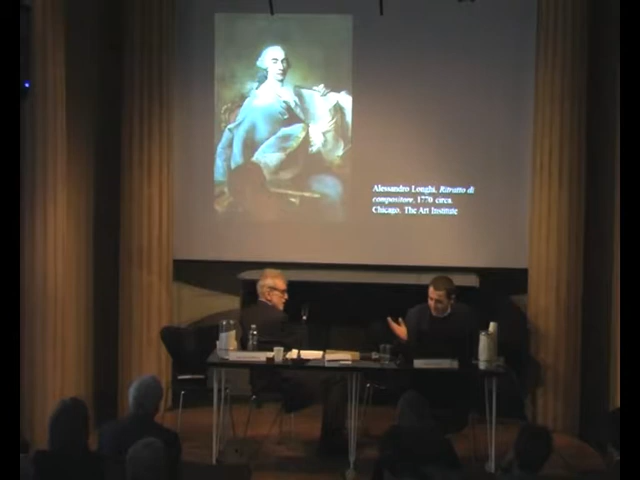 Alessandro Longhi, Ritratto di
compositore, 1770 circa.
Chicago. The Art Institute